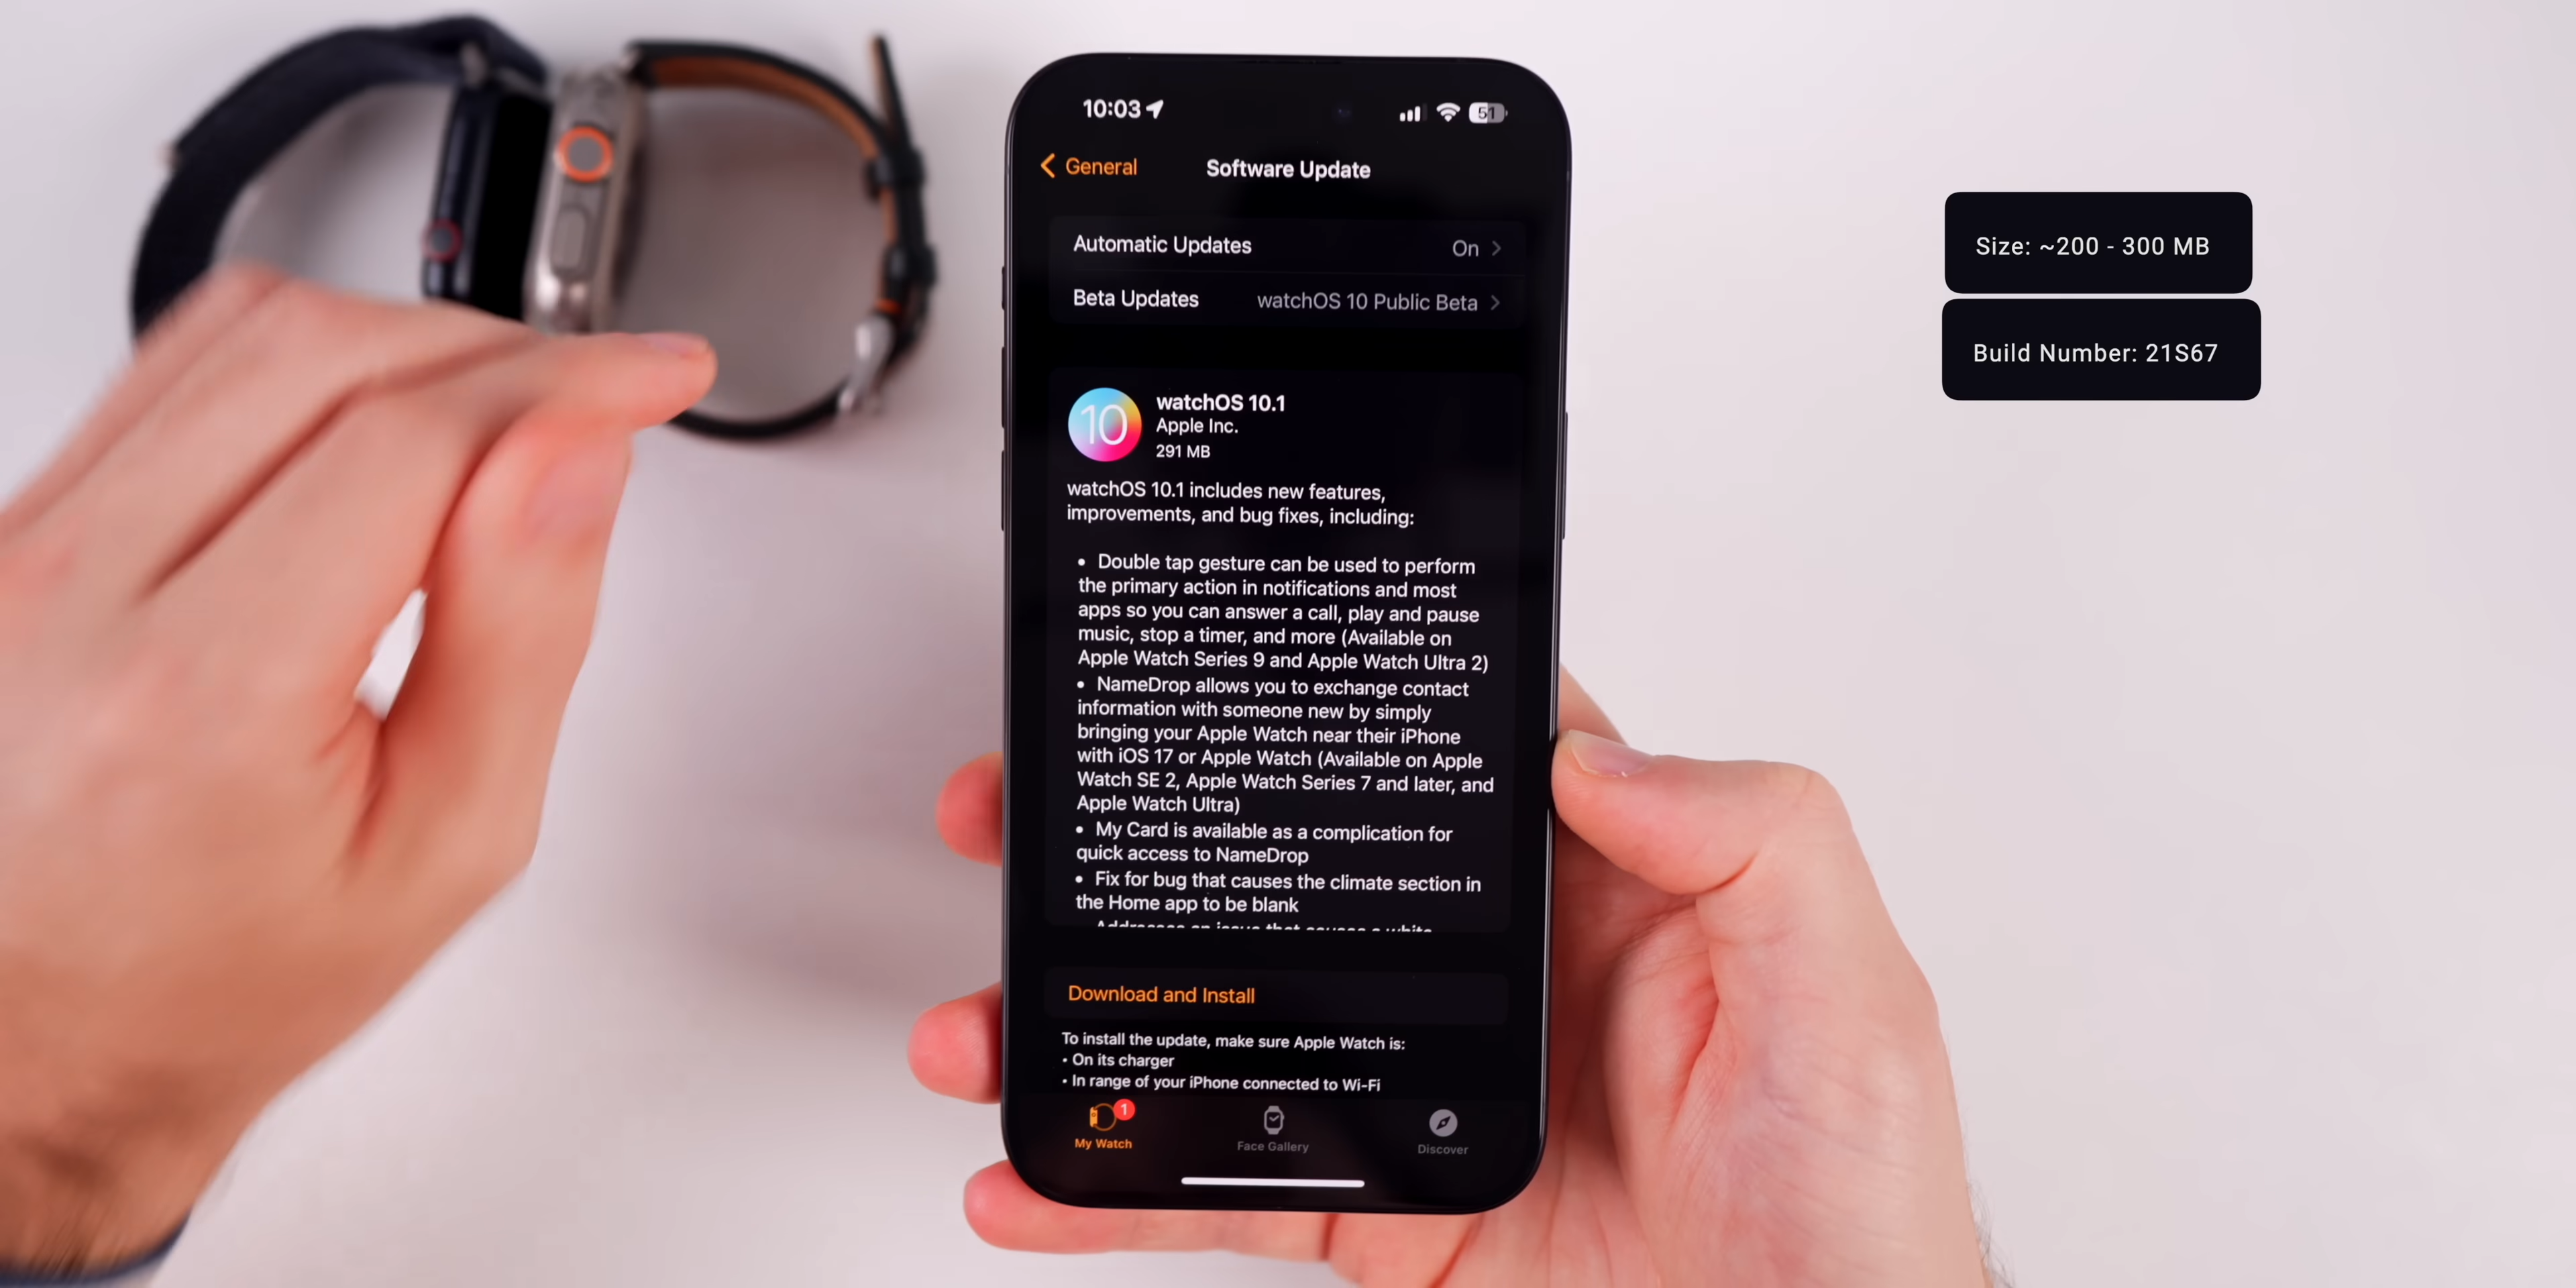 10:03
51
General
Software Update
Automatic Updates On
Beta Updates watchOS 10 Public Beta
10
watchOS 10.1
Apple Inc.
291 MB
watchOS 10.1 includes new features,
improvements, and bug fixes, including:
• Double tap gesture can be used to perform
the primary action in notifications and most
apps so you can answer a call, play and pause
music, stop a timer, and more (Available on
Apple Watch Series 9 and Apple Watch Ultra 2)
• NameDrop allows you to exchange contact
information with someone new by simply
bringing your Apple Watch near their iPhone
with iOS 17 or Apple Watch (Available on Apple
Watch SE 2, Apple Watch Series 7 and later, and
Apple Watch Ultra)
• My Card is available as a complication for
quick access to NameDrop
• Fix for bug that causes the climate section in
the Home app to be blank
Addresses an issue that causes a white
Download and Install
To install the update, make sure Apple Watch is:
• On its charger
• In range of your iPhone connected to Wi-Fi
1
My Watch
Face Gallery
Discover
Size: ~200 - 300 MB
Build Number: 21S67